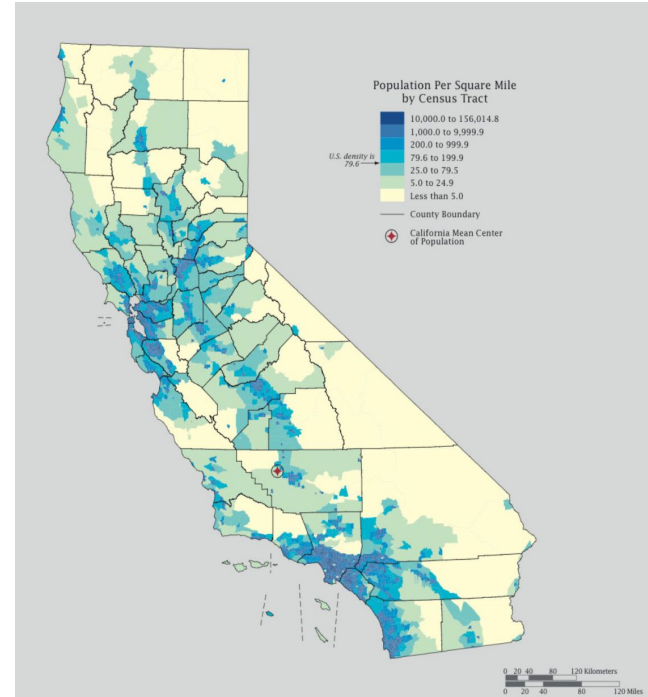 Population Per Square Mile
by Census Tract
10,000.0 to 156,014.8
1,000.0 to 9,999.9
200.0 to 999.9
U.S. density is
79.6
79.6 to 199.9
25.0 to 79.5
5.0 to 24.9
Less than 5.0
County Boundary
California Mean Center
of Population
0 20 40 80 120 Kilometers
0 20 40 80 120 Miles